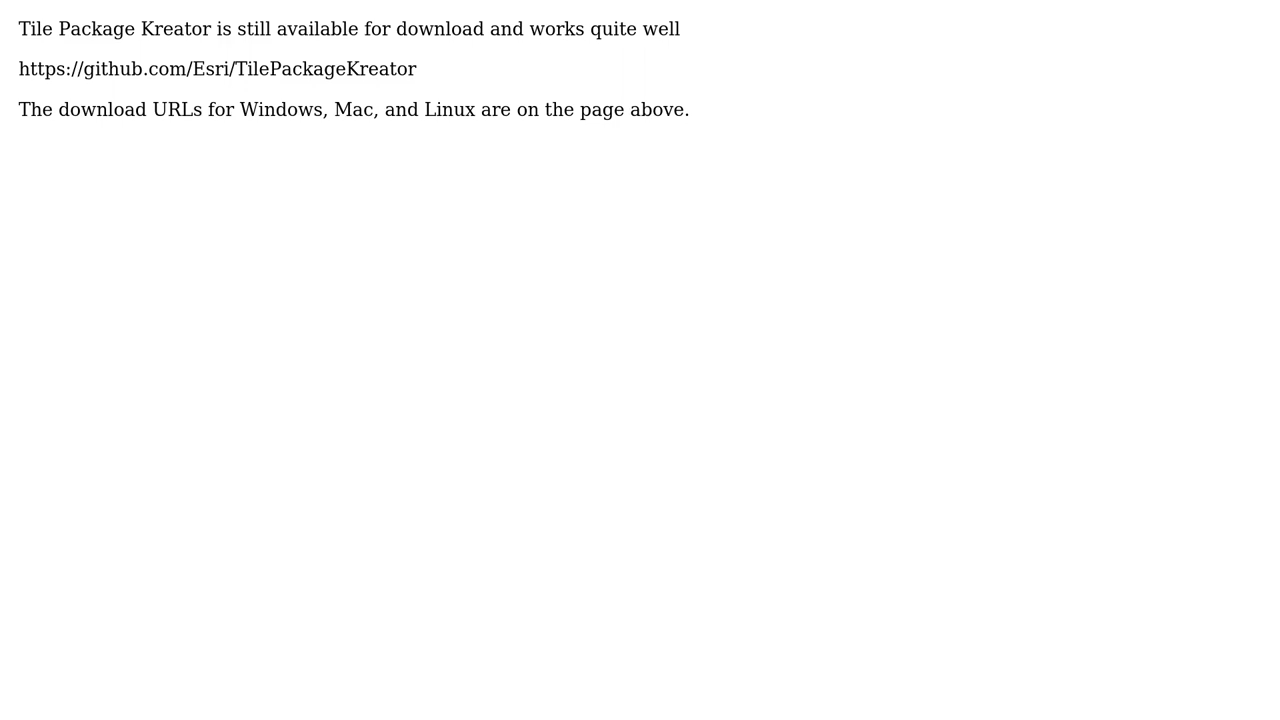 Tile Package Kreator is still available for download and works quite well
https://github.com/Esri/TilePackageKreator
The download URLs for Windows, Mac, and Linux are on the page above.